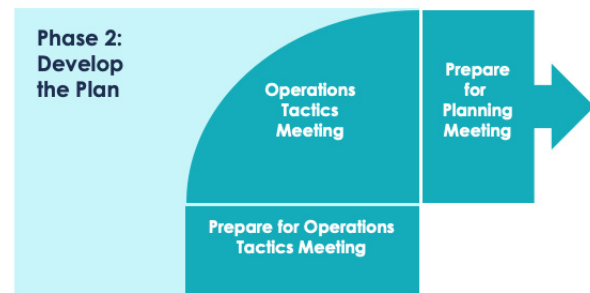 Phase 2:
Develop
the Plan
Operations
Tactics
Meeting
Prepare
for
Planning
Meeting
Prepare for Operations
Tactics Meeting